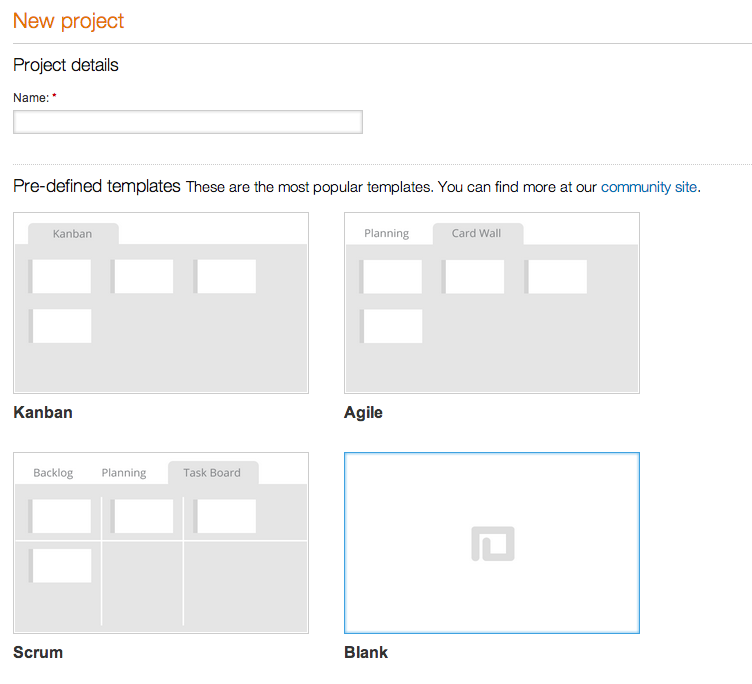 New project
Project details
Name: *
Pre-defined templates These are the most popular templates. You can find more at our community site.
Kanban
Planning Card Wall
Kanban
Agile
Backlog Planning Task Board
Scrum
Blank